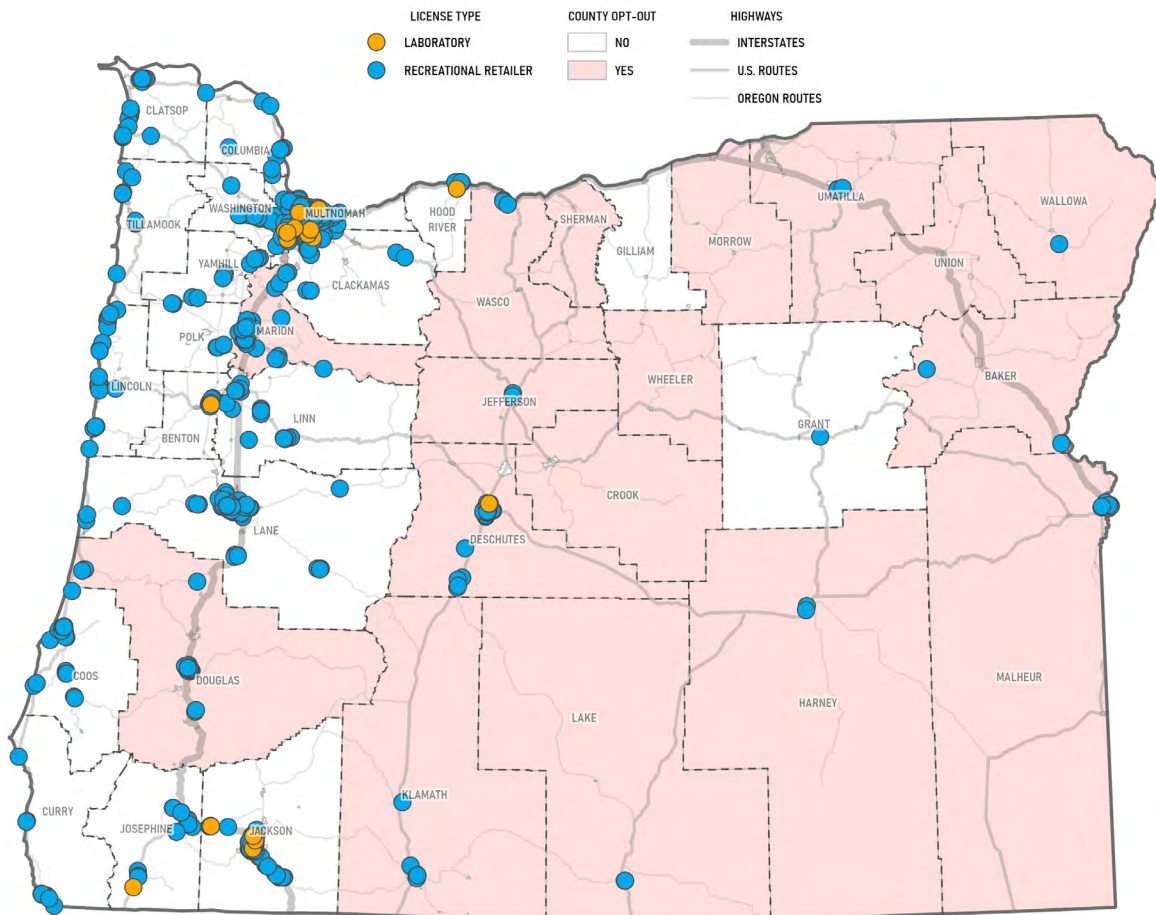 LICENSE TYPE
LABORATORY
RECREATIONAL RETAILER
COUNTY OPT-OUT
NO
YES
HIGHWAYS
INTERSTATES
U.S. ROUTES
OREGON ROUTES
CLATSOP
COLUMBIA
WASHINGTON
MULTNOMAH
TILLAMOOK
HOOD
RIVER
SHERMAN
GILLIAM
MORROW
UMATILLA
WALLOWA
UNION
YAMHILL
CLACKAMAS
WASCO
POLK
MARION
LINCOLN
JEFFERSON
WHEELER
BAKER
LINN
GRANT
BENTON
CROOK
LANE
DESCHUTES
COOS
DOUGLAS
LAKE
HARNEY
MALHEUR
CURRY
KLAMATH
JOSEPHINE
JACKSON